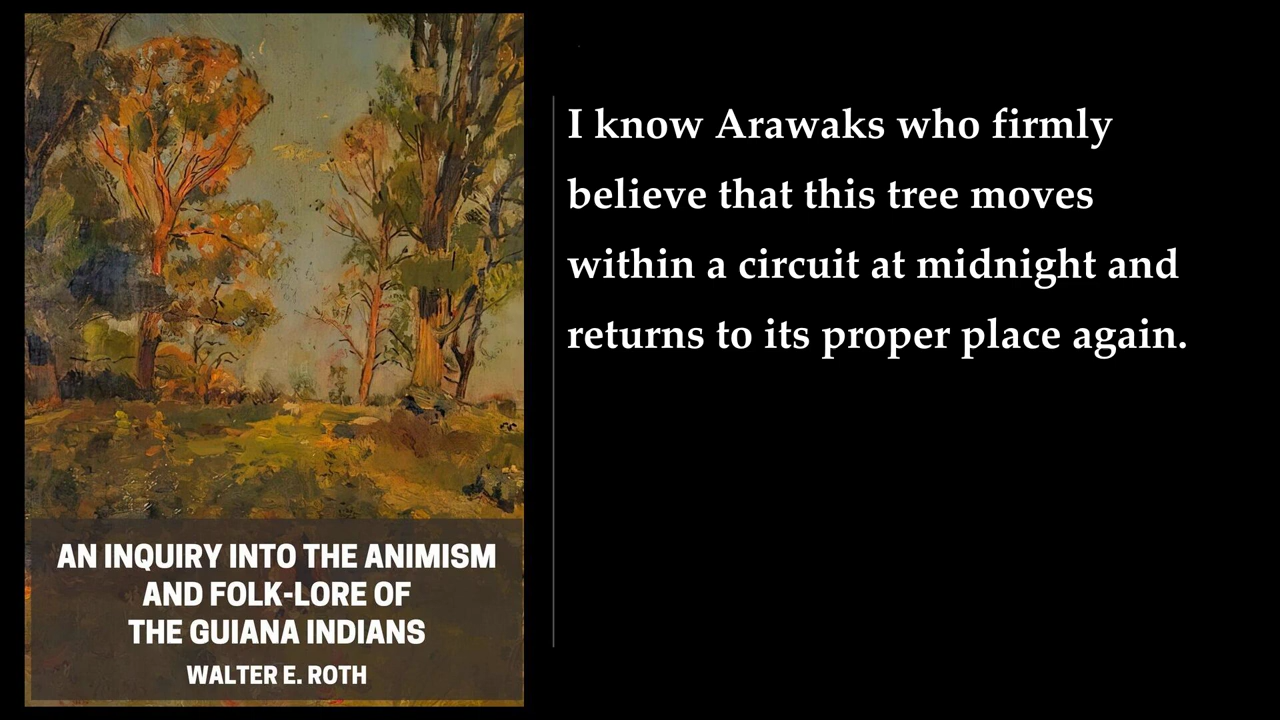 I know Arawaks who firmly
believe that this tree moves
within a circuit at midnight and
returns to its proper place again.
AN INQUIRY INTO THE ANIMISM
AND FOLK-LORE OF
THE GUIANA INDIANS
WALTER E. ROTH